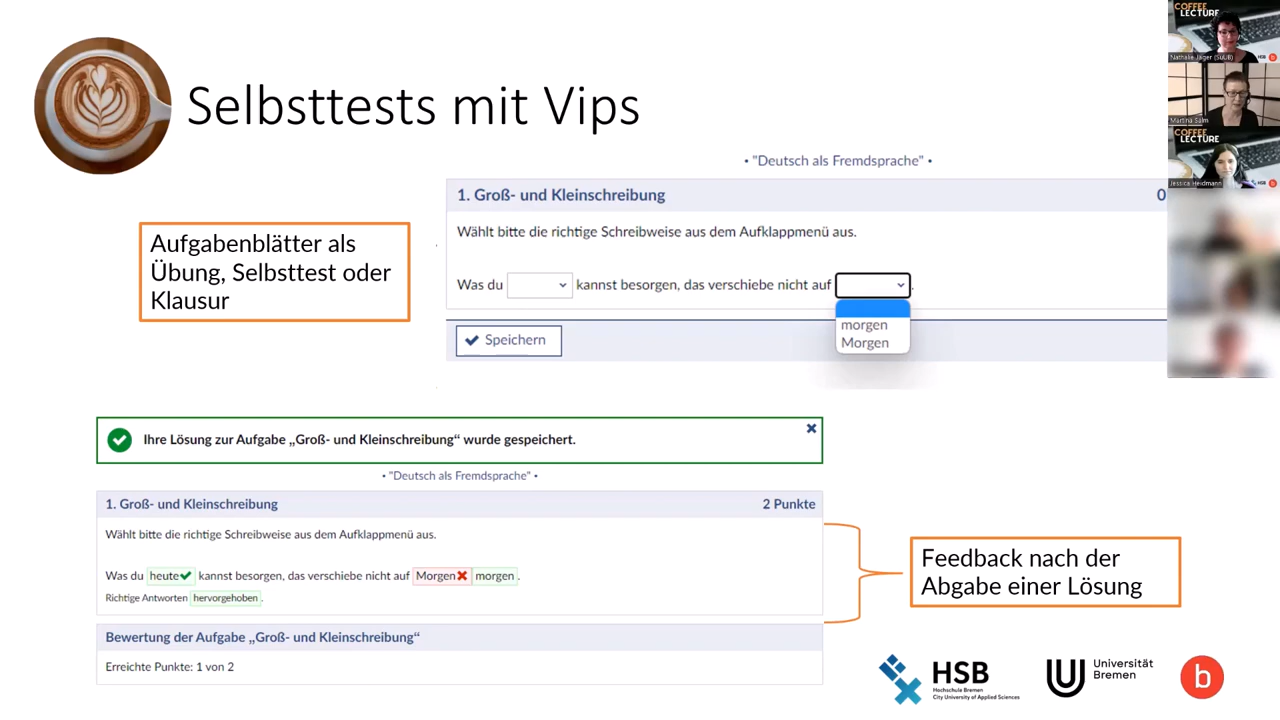 Selbsttests mit Vips
COFFEE
LECTURE
Nathalie Jäger (SuUB)
Martina Salm
COFFEE
LECTURE
Jessica Heidmann
• "Deutsch als Fremdsprache" •
1. Groß- und Kleinschreibung 0
Wählt bitte die richtige Schreibweise aus dem Aufklappmenü aus.
Was du kannst besorgen, das verschiebe nicht auf .
morgen
Morgen
Speichern
Aufgabenblätter als
Übung, Selbsttest oder
Klausur
Ihre Lösung zur Aufgabe „Groß- und Kleinschreibung“ wurde gespeichert.
• "Deutsch als Fremdsprache" •
1. Groß- und Kleinschreibung 2 Punkte
Wählt bitte die richtige Schreibweise aus dem Aufklappmenü aus.
Was du heute kannst besorgen, das verschiebe nicht auf Morgen morgen .
Richtige Antworten hervorgehoben .
Bewertung der Aufgabe „Groß- und Kleinschreibung“
Erreichte Punkte: 1 von 2
Feedback nach der
Abgabe einer Lösung
HSB
Hochschule Bremen
City University of Applied Sciences
Universität
Bremen
b